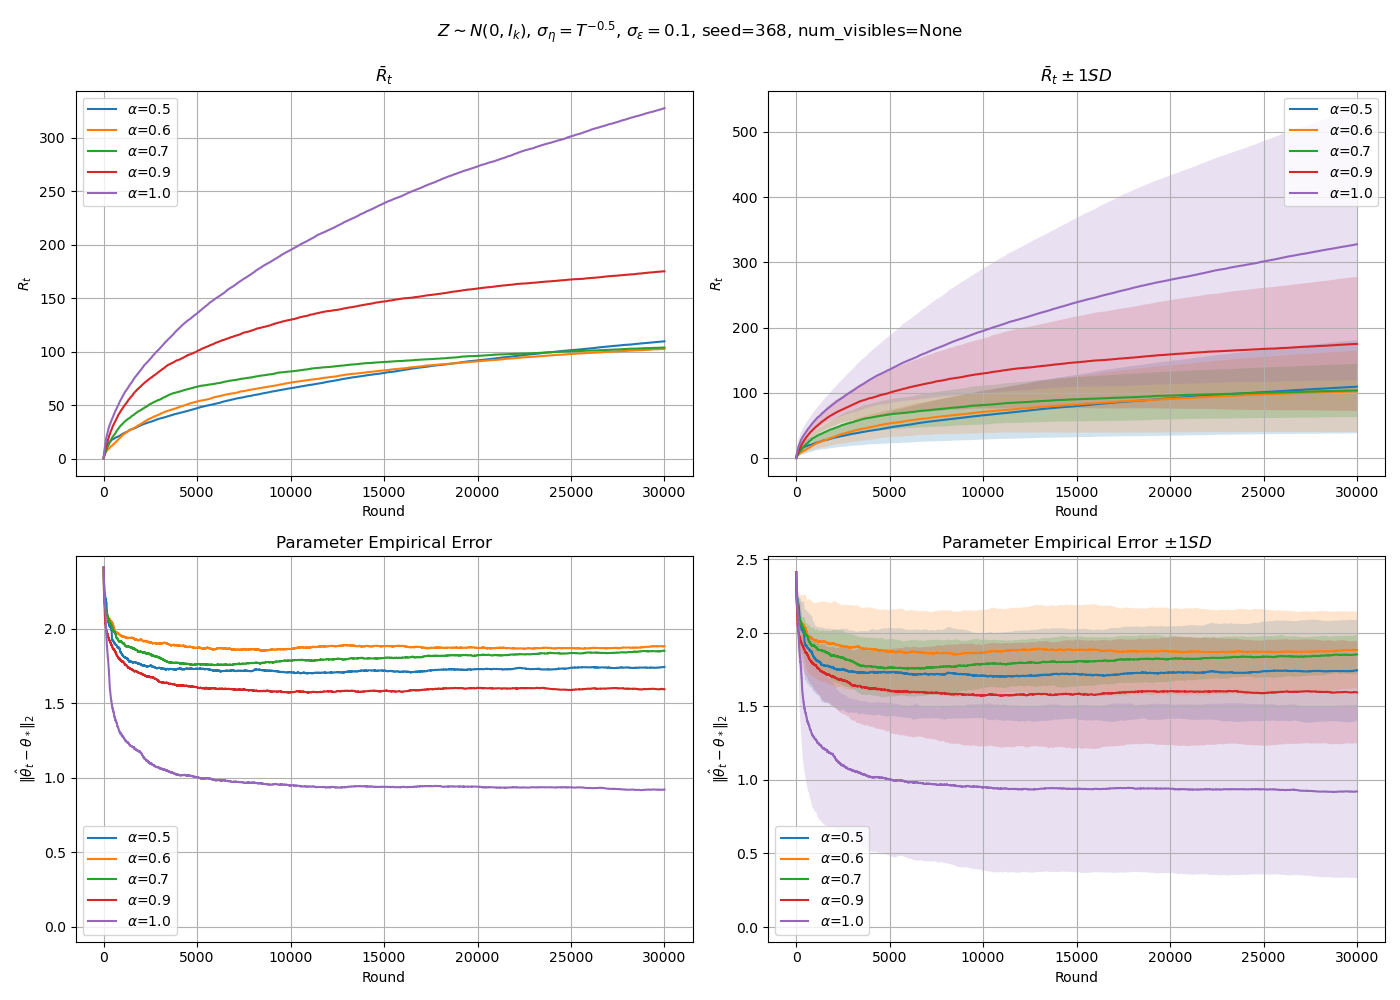 Z ∼ N(0, I_k), σ_η = T^{−0.5}, σ_ε = 0.1, seed=368, num_visibles=None
R̄_t
R_t
300
250
200
150
100
50
0
α=0.5
α=0.6
α=0.7
α=0.9
α=1.0
0 5000 10000 15000 20000 25000 30000
Round
R̄_t ± 1SD
R_t
500
400
300
200
100
0
α=0.5
α=0.6
α=0.7
α=0.9
α=1.0
0 5000 10000 15000 20000 25000 30000
Round
Parameter Empirical Error
‖θ̂_t − θ_*‖_2
2.0
1.5
1.0
0.5
0.0
α=0.5
α=0.6
α=0.7
α=0.9
α=1.0
0 5000 10000 15000 20000 25000 30000
Round
Parameter Empirical Error ±1SD
‖θ̂_t − θ_*‖_2
2.5
2.0
1.5
1.0
0.5
0.0
α=0.5
α=0.6
α=0.7
α=0.9
α=1.0
0 5000 10000 15000 20000 25000 30000
Round